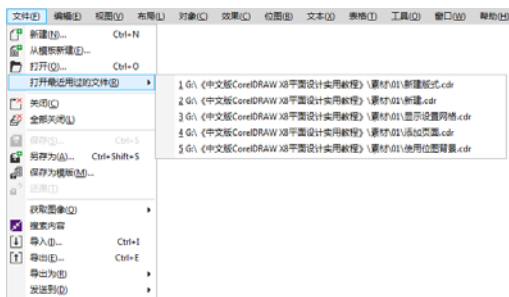 文件(F) 编辑(E) 视图(V) 布局(L) 对象(C) 效果(C) 位图(B) 文本(X) 表格(T) 工具(O) 窗口(W) 帮助(H)
新建(N)... Ctrl+N
从模板新建(F)...
打开(O)... Ctrl+O
打开最近用过的文件(R)
1 G:\《中文版CorelDRAW X8平面设计实用教程》\素材\01\新建版式.cdr
2 G:\《中文版CorelDRAW X8平面设计实用教程》\素材\01\新建.cdr
3 G:\《中文版CorelDRAW X8平面设计实用教程》\素材\01\显示设置网格.cdr
4 G:\《中文版CorelDRAW X8平面设计实用教程》\素材\01\添加页面.cdr
5 G:\《中文版CorelDRAW X8平面设计实用教程》\素材\01\使用位图背景.cdr
关闭(C)
全部关闭(L)
保存(S)... Ctrl+S
另存为(A)... Ctrl+Shift+S
保存为模版(M)...
还原(T)
获取图像(Q)
搜索内容
导入(I)... Ctrl+I
导出(E)... Ctrl+E
导出为(R)
发送到(D)